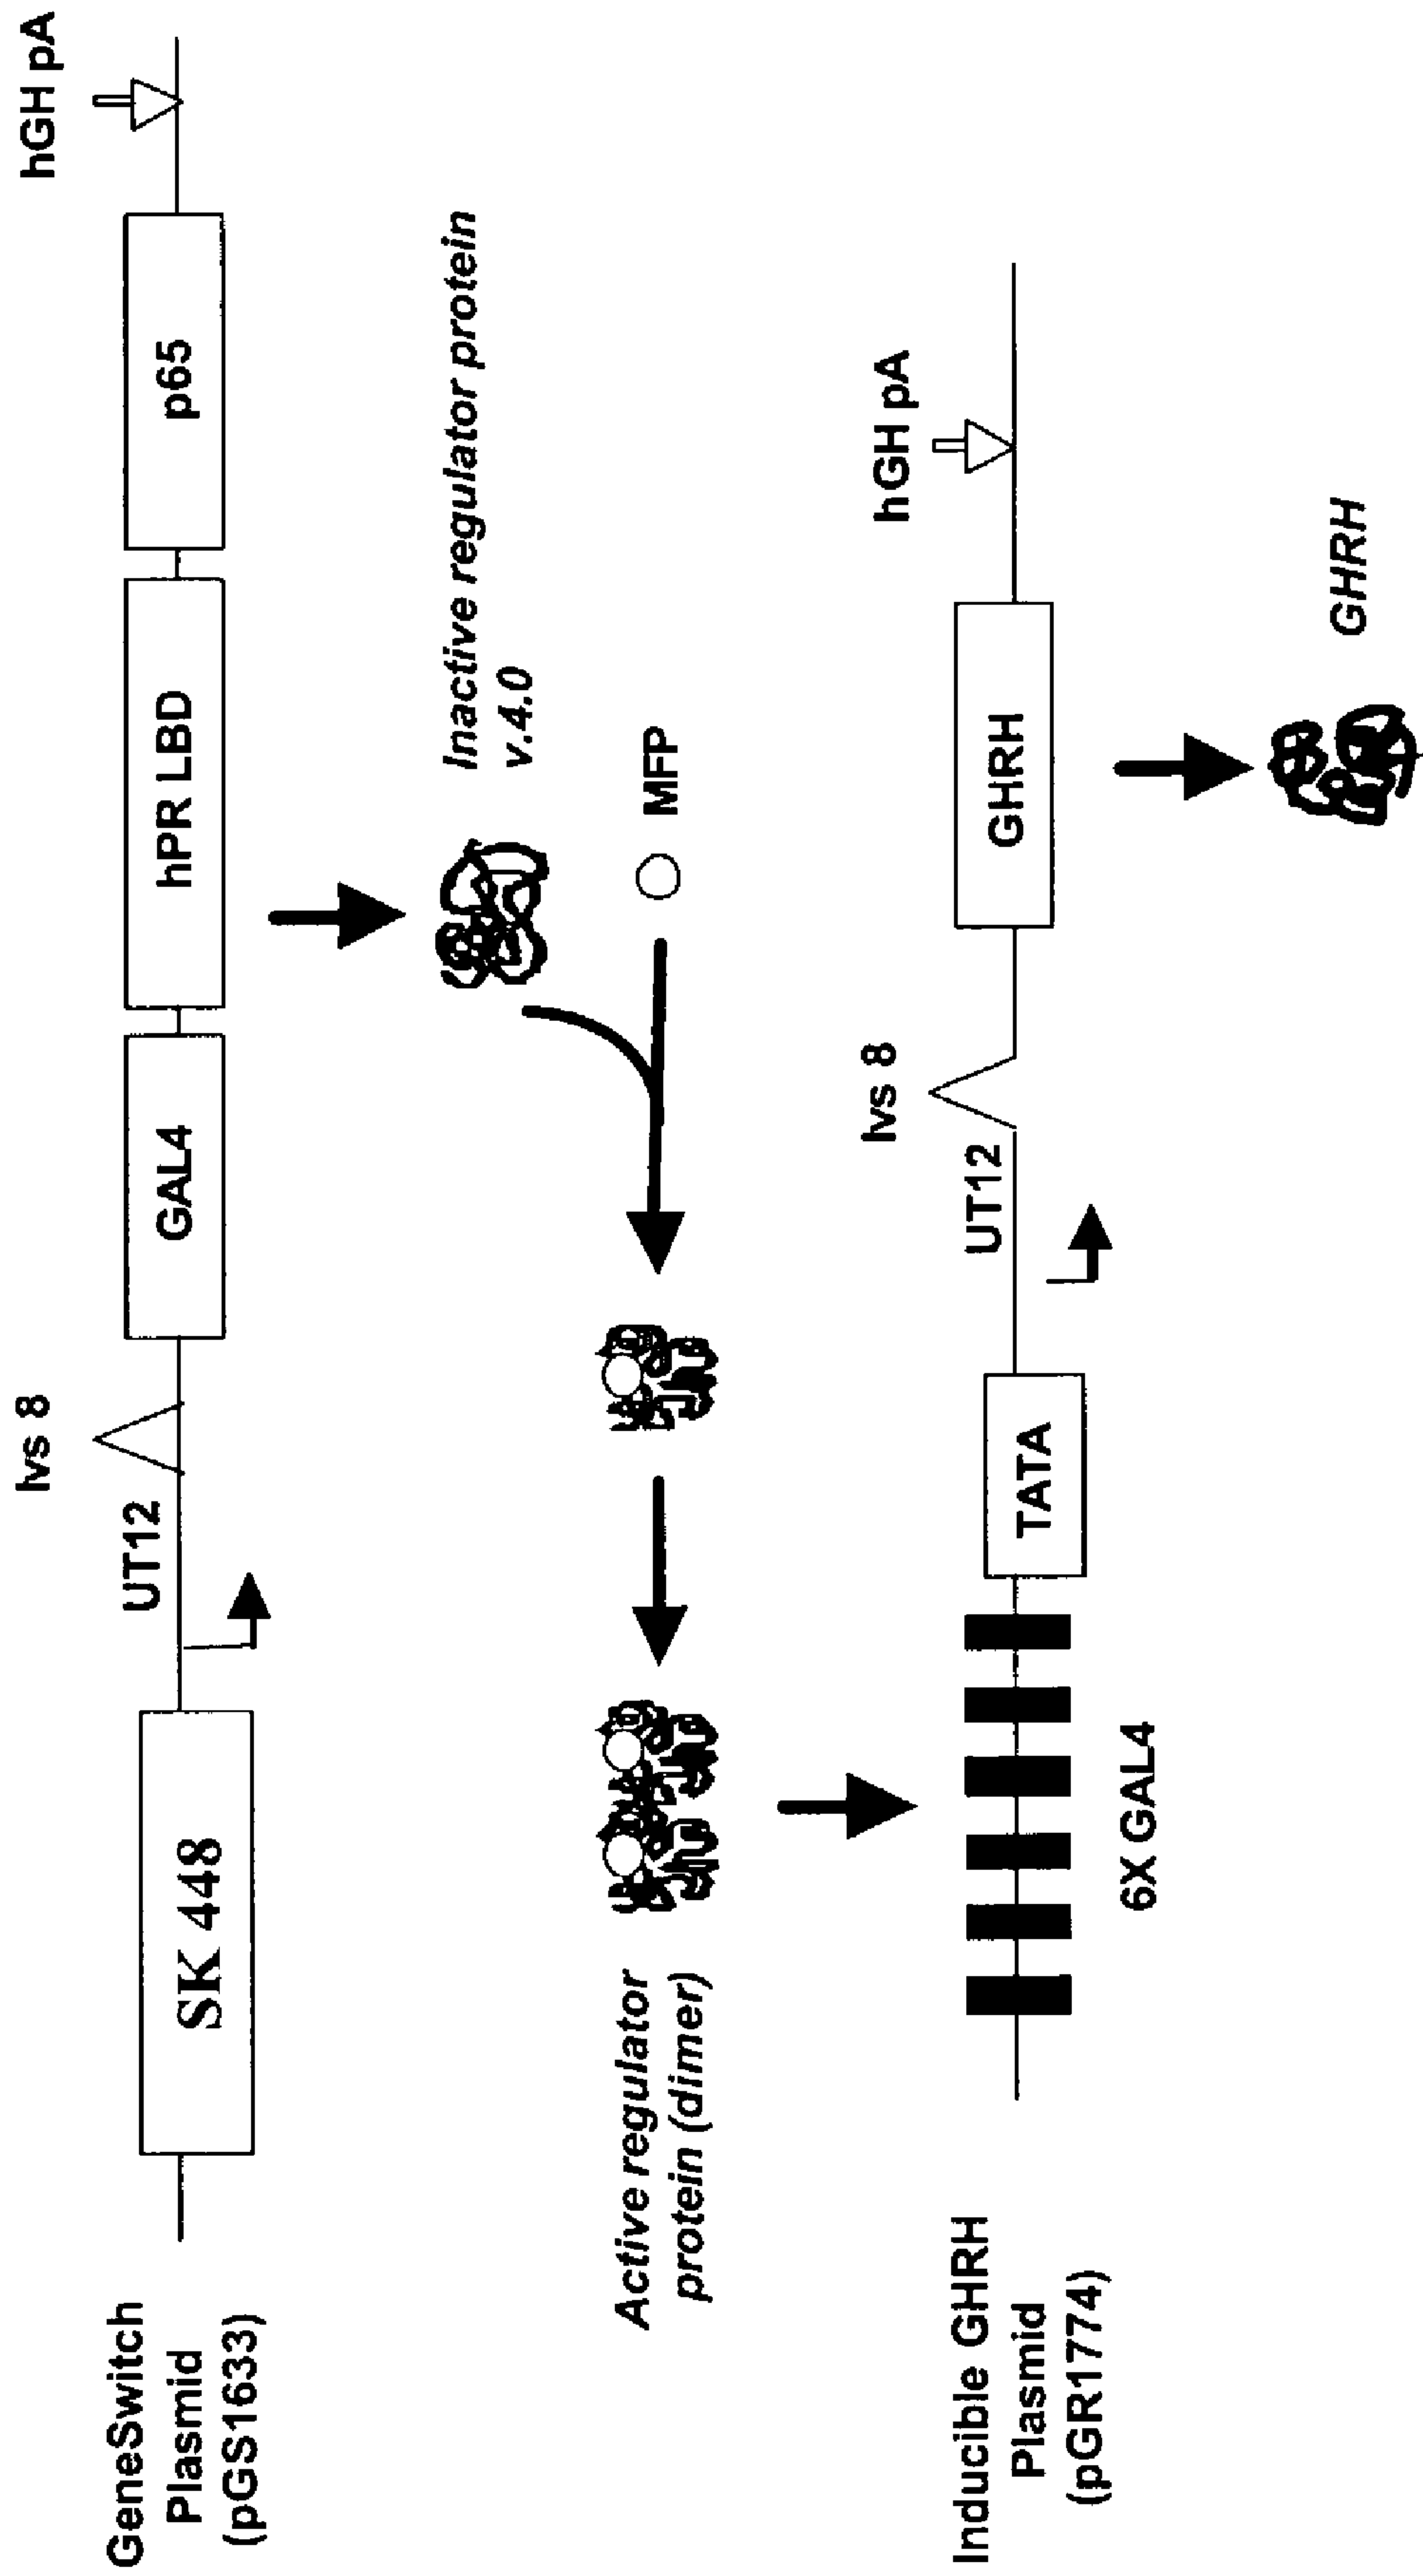 GeneSwitch
Plasmid
(pGS1633)
SK 448
UT12
Ivs 8
GAL4
hPR LBD
p65
hGH pA
Inactive regulator protein
v.4.0
MFP
Active regulator
protein (dimer)
Inducible GHRH
Plasmid
(pGR1774)
6X GAL4
TATA
UT12
Ivs 8
GHRH
hGH pA
GHRH